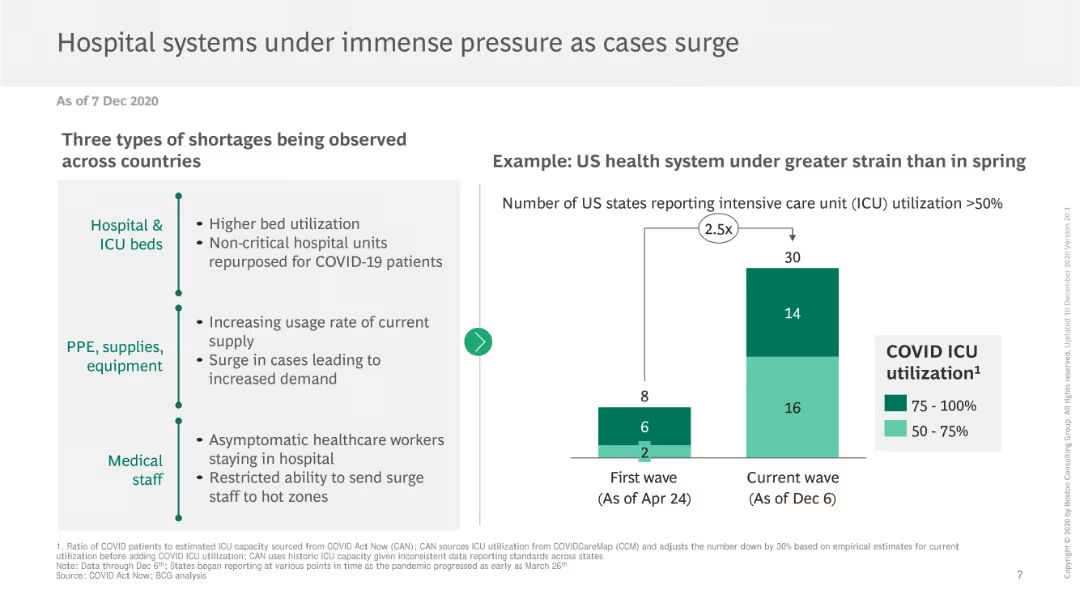 Hospital systems under immense pressure as cases surge
As of 7 Dec 2020
Three types of shortages being observed
across countries
Hospital &
ICU beds
• Higher bed utilization
• Non-critical hospital units
repurposed for COVID-19 patients
PPE, supplies,
equipment
• Increasing usage rate of current
supply
• Surge in cases leading to
increased demand
Medical
staff
• Asymptomatic healthcare workers
staying in hospital
• Restricted ability to send surge
staff to hot zones
Example: US health system under greater strain than in spring
Number of US states reporting intensive care unit (ICU) utilization >50%
2.5x
30
14
16
8
6
2
First wave
(As of Apr 24)
Current wave
(As of Dec 6)
COVID ICU
utilization¹
75 - 100%
50 - 75%
1. Ratio of COVID patients to estimated ICU capacity sourced from COVID Act Now (CAN); CAN sources ICU utilization from COVIDCareMap (CCM) and adjusts the number down by 30% based on empirical estimates for current
utilization before adding COVID ICU utilization; CAN uses historic ICU capacity given inconsistent data reporting standards across states
Note: Data through Dec 6ᵗʰ; States began reporting at various points in time as the pandemic progressed as early as March 26ᵗʰ
Source: COVID Act Now; BCG analysis
7
Copyright © 2020 by Boston Consulting Group. All rights reserved. Updated 10 December 2020 Version 20.1